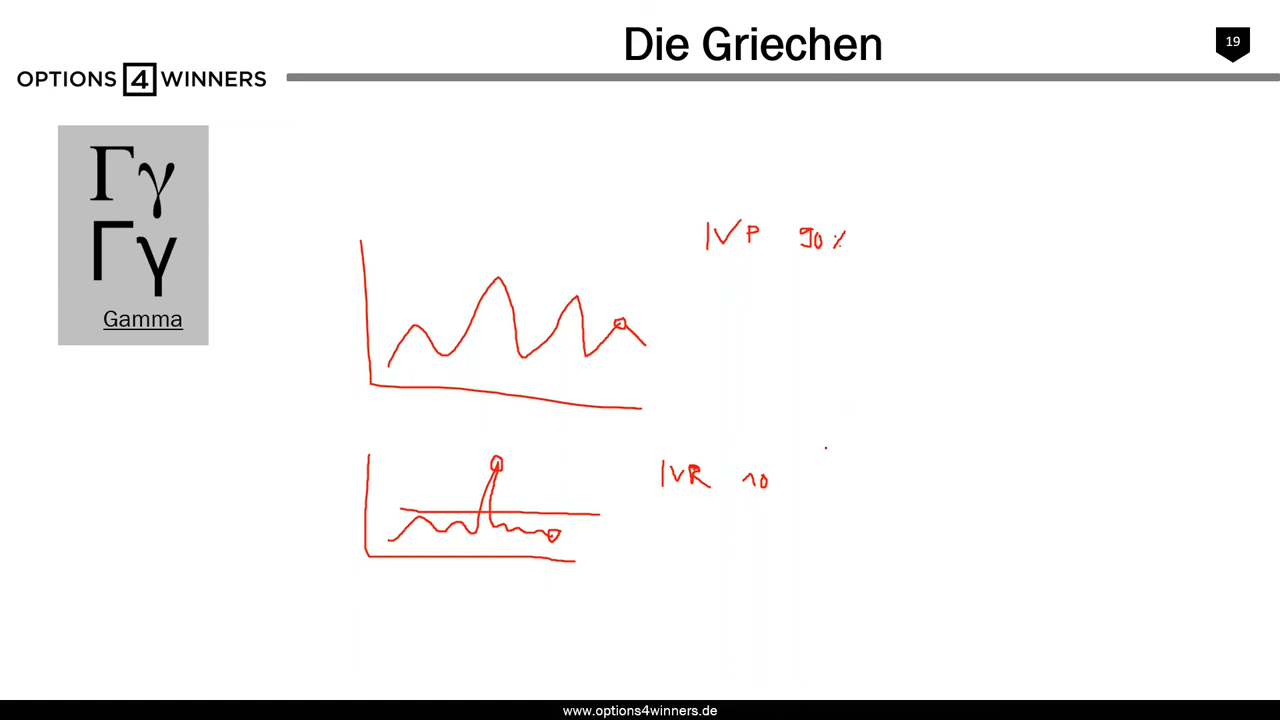 Die Griechen
19
OPTIONS 4 WINNERS
Γγ
Γγ
Gamma
IVP 90%
IVR 10
www.options4winners.de